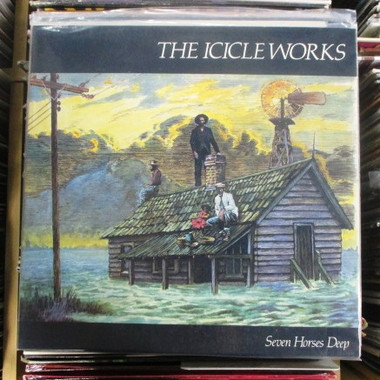 THE ICICLE WORKS
Seven Horses Deep